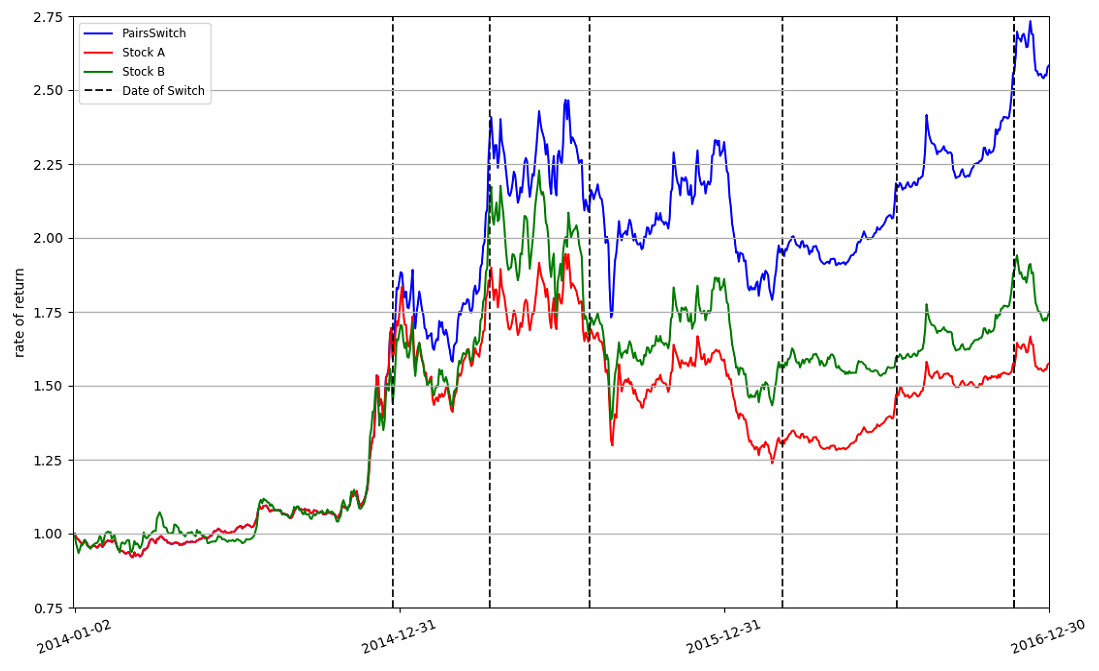 2.75
2.50
2.25
2.00
1.75
1.50
1.25
1.00
0.75
rate of return
PairsSwitch
Stock A
Stock B
Date of Switch
2014-01-02
2014-12-31
2015-12-31
2016-12-30